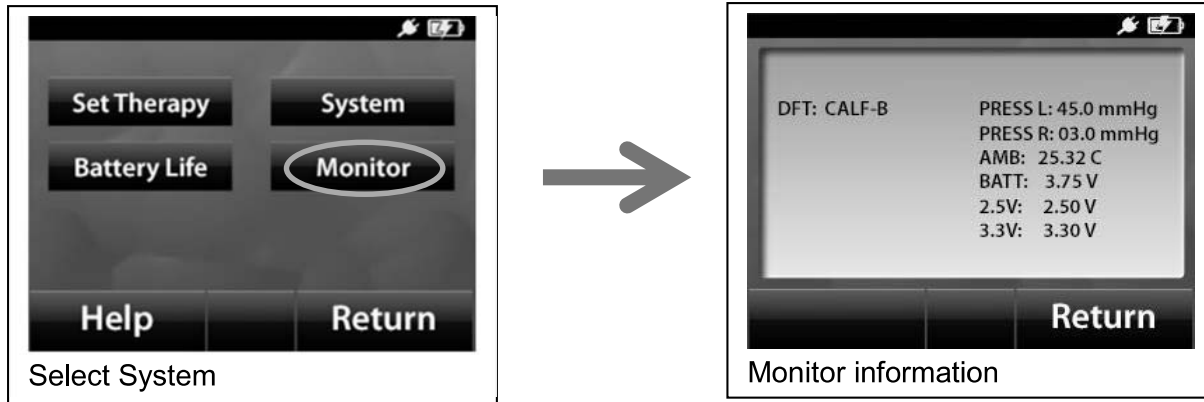 Set Therapy System
Battery Life Monitor
Help Return
Select System
DFT: CALF-B PRESS L: 45.0 mmHg
PRESS R: 03.0 mmHg
AMB: 25.32 C
BATT: 3.75 V
2.5V: 2.50 V
3.3V: 3.30 V
Return
Monitor information